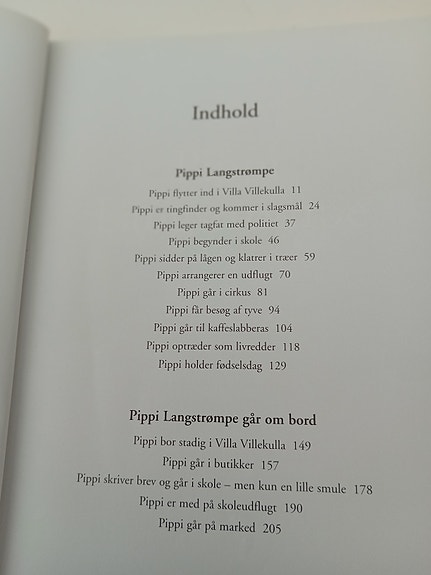 Indhold
Pippi Langstrømpe
Pippi flytter ind i Villa Villekulla 11
Pippi er tingfinder og kommer i slagsmål 24
Pippi leger tagfat med politiet 37
Pippi begynder i skole 46
Pippi sidder på lågen og klatrer i træer 59
Pippi arrangerer en udflugt 70
Pippi går i cirkus 81
Pippi får besøg af tyve 94
Pippi går til kaffeslabberas 104
Pippi optræder som livredder 118
Pippi holder fødselsdag 129
Pippi Langstrømpe går om bord
Pippi bor stadig i Villa Villekulla 149
Pippi går i butikker 157
Pippi skriver brev og går i skole – men kun en lille smule 178
Pippi er med på skoleudflugt 190
Pippi går på marked 205